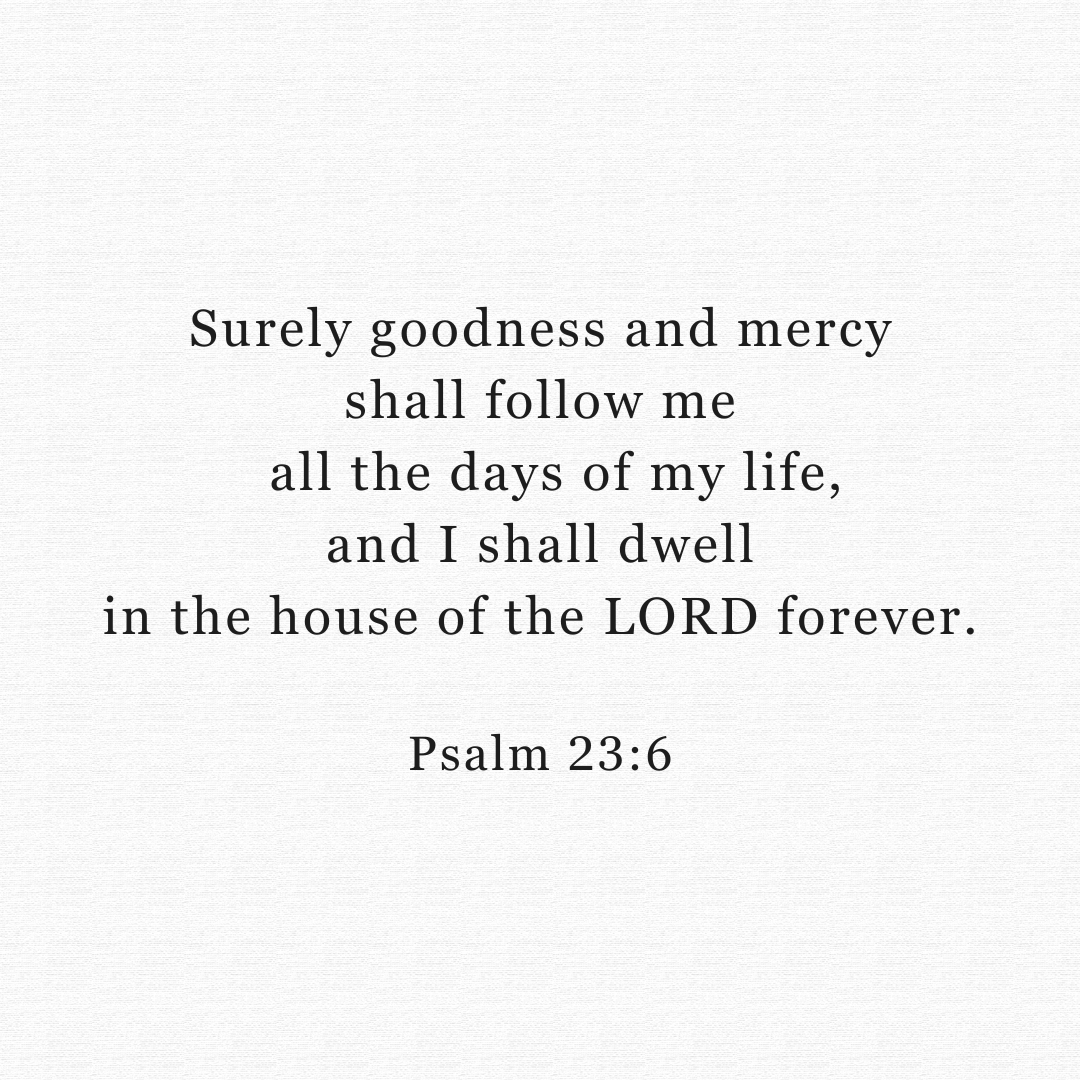 Surely goodness and mercy
shall follow me
all the days of my life,
and I shall dwell
in the house of the LORD forever.
Psalm 23:6